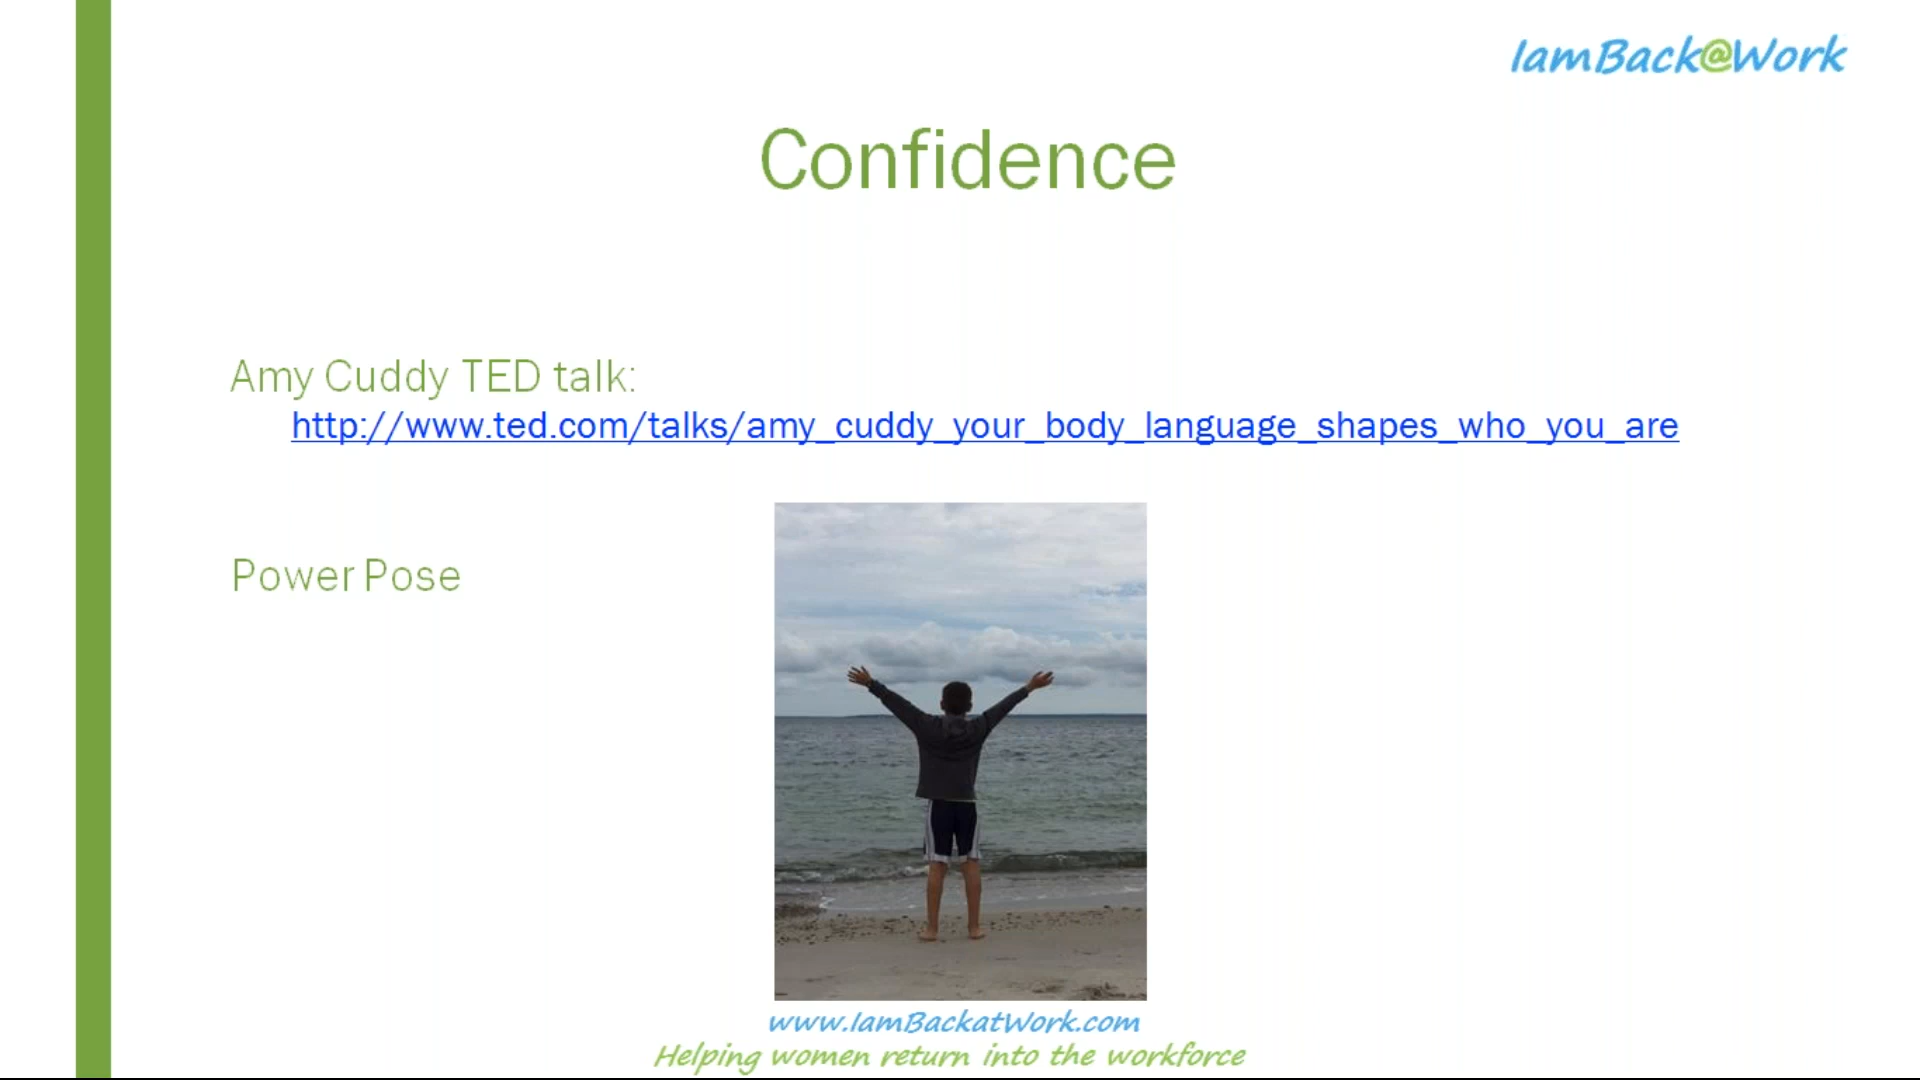 IamBack@Work
Confidence
Amy Cuddy TED talk:
http://www.ted.com/talks/amy_cuddy_your_body_language_shapes_who_you_are
Power Pose
www.IamBackatWork.com
Helping women return into the workforce